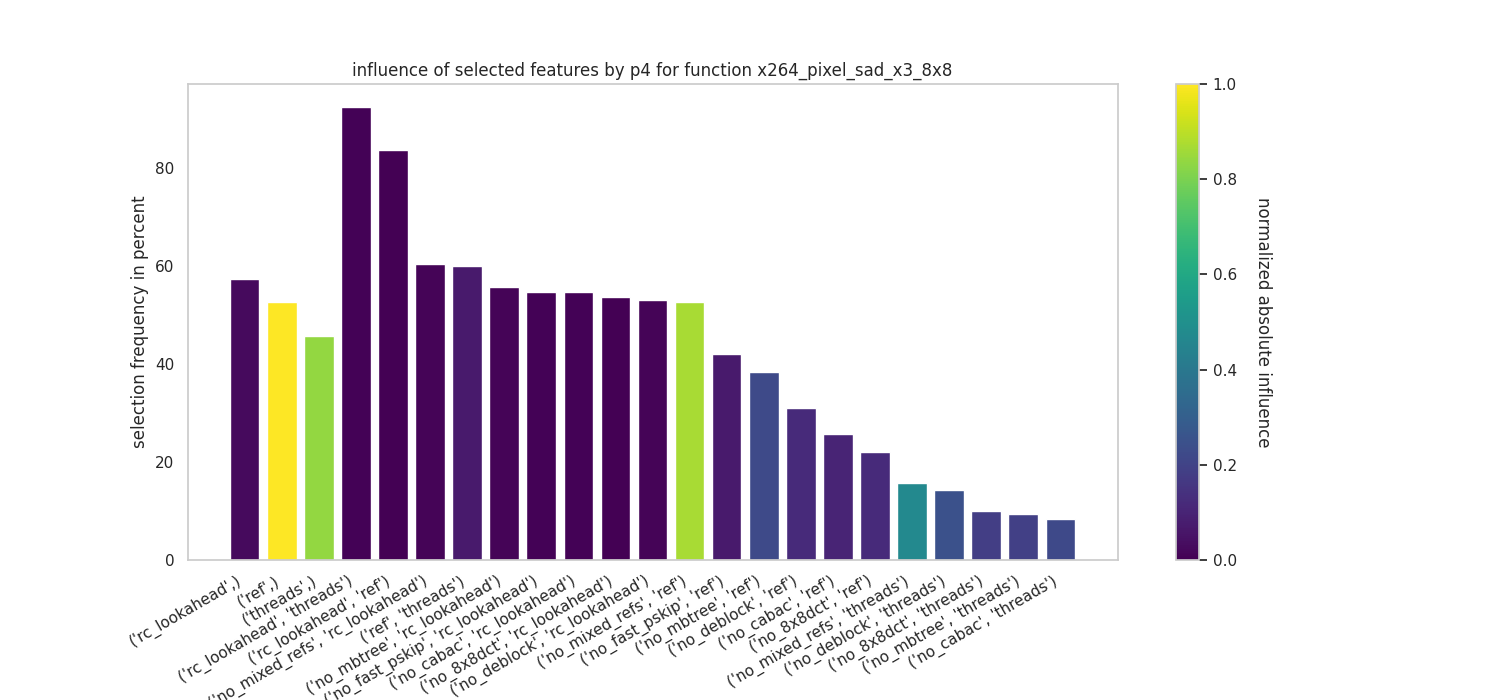 influence of selected features by p4 for function x264_pixel_sad_x3_8x8
selection frequency in percent
80
60
40
20
0
('rc_lookahead',)
('ref',)
('threads',)
('rc_lookahead', 'threads')
('rc_lookahead', 'ref')
('no_mixed_refs', 'rc_lookahead')
('ref', 'threads')
('no_mbtree', 'rc_lookahead')
('no_fast_pskip', 'rc_lookahead')
('no_cabac', 'rc_lookahead')
('no_8x8dct', 'rc_lookahead')
('no_deblock', 'rc_lookahead')
('no_mixed_refs', 'ref')
('no_fast_pskip', 'ref')
('no_mbtree', 'ref')
('no_deblock', 'ref')
('no_cabac', 'ref')
('no_8x8dct', 'ref')
('no_mixed_refs', 'threads')
('no_deblock', 'threads')
('no_8x8dct', 'threads')
('no_mbtree', 'threads')
('no_cabac', 'threads')
1.0
0.8
0.6
0.4
0.2
0.0
normalized absolute influence